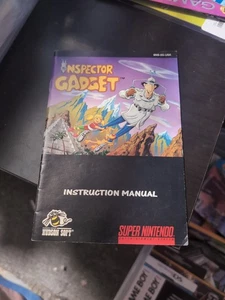 INSPECTOR
GADGET
INSTRUCTION MANUAL
HUDSON SOFT
SUPER NINTENDO